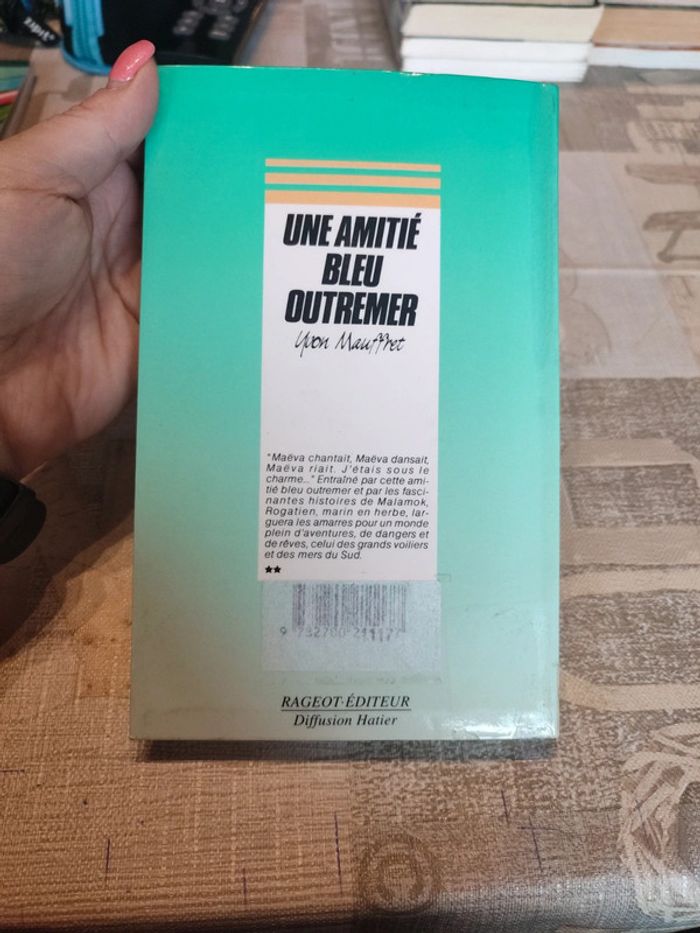 UNE AMITIÉ
BLEU
OUTREMER
Yvon Mauffret
"Maëva chantait, Maëva dansait,
Maëva riait. J'étais sous le
charme..." Entraîné par cette ami-
tié bleu outremer et par les fasci-
nantes histoires de Malamok,
Rogatien, marin en herbe, lar-
guera les amarres pour un monde
plein d'aventures, de dangers et
de rêves, celui des grands voiliers
et des mers du Sud.
★★
RAGEOT-ÉDITEUR
Diffusion Hatier